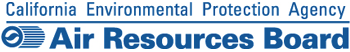 California Environmental Protection Agency
Air Resources Board